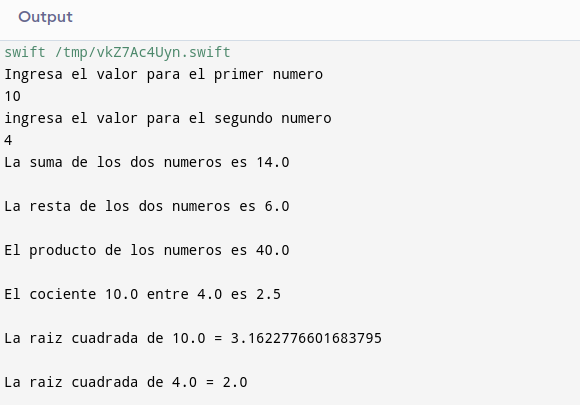 Output
swift /tmp/vkZ7Ac4Uyn.swift
Ingresa el valor para el primer numero
10
ingresa el valor para el segundo numero
4
La suma de los dos numeros es 14.0
La resta de los dos numeros es 6.0
El producto de los numeros es 40.0
El cociente 10.0 entre 4.0 es 2.5
La raiz cuadrada de 10.0 = 3.1622776601683795
La raiz cuadrada de 4.0 = 2.0